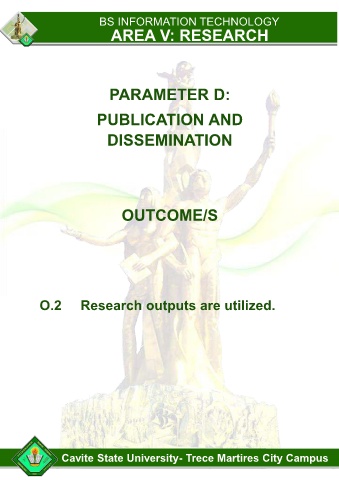 BS INFORMATION TECHNOLOGY
AREA V: RESEARCH
PARAMETER D:
PUBLICATION AND
DISSEMINATION
OUTCOME/S
O.2 Research outputs are utilized.
Cavite State University- Trece Martires City Campus